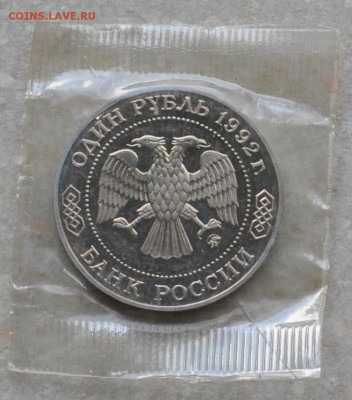 COINS.LAVE.RU
ОДИН РУБЛЬ 1992 г.
БАНК РОССИИ